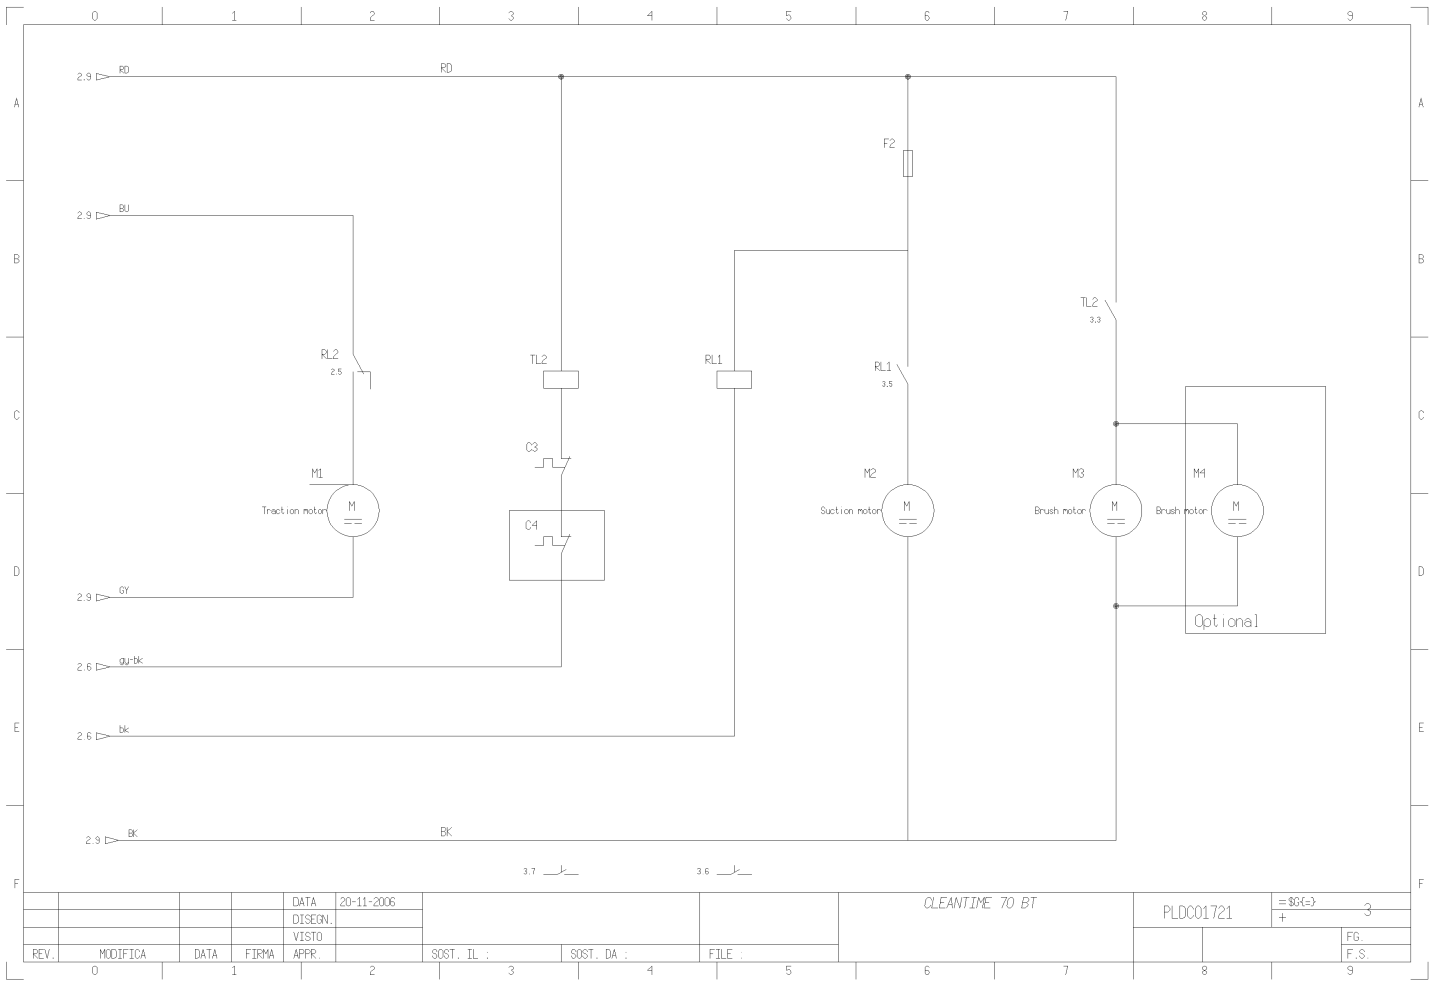 0 1 2 3 4 5 6 7 8 9
2.9 RD RD
A A
F2
2.9 BU
B B
TL2
3.3
RL2
2.5
TL2
RL1
RL1
3.5
C C
C3
M1
M2
M3
M4
Traction motor M
Suction motor M
Brush motor M
Brush motor M
C4
D D
2.9 GY
Optional
2.6 gy-bk
E E
2.6 bk
2.9 BK BK
3.7
3.6
F F
DATA 20-11-2006
CLEANTIME 70 BT
PLDC01721
=$G{=}
+
3
DISEGN.
VISTO
FG.
REV. MODIFICA DATA FIRMA APPR. SOST. IL : SOST. DA : FILE : F.S.
0 1 2 3 4 5 6 7 8 9